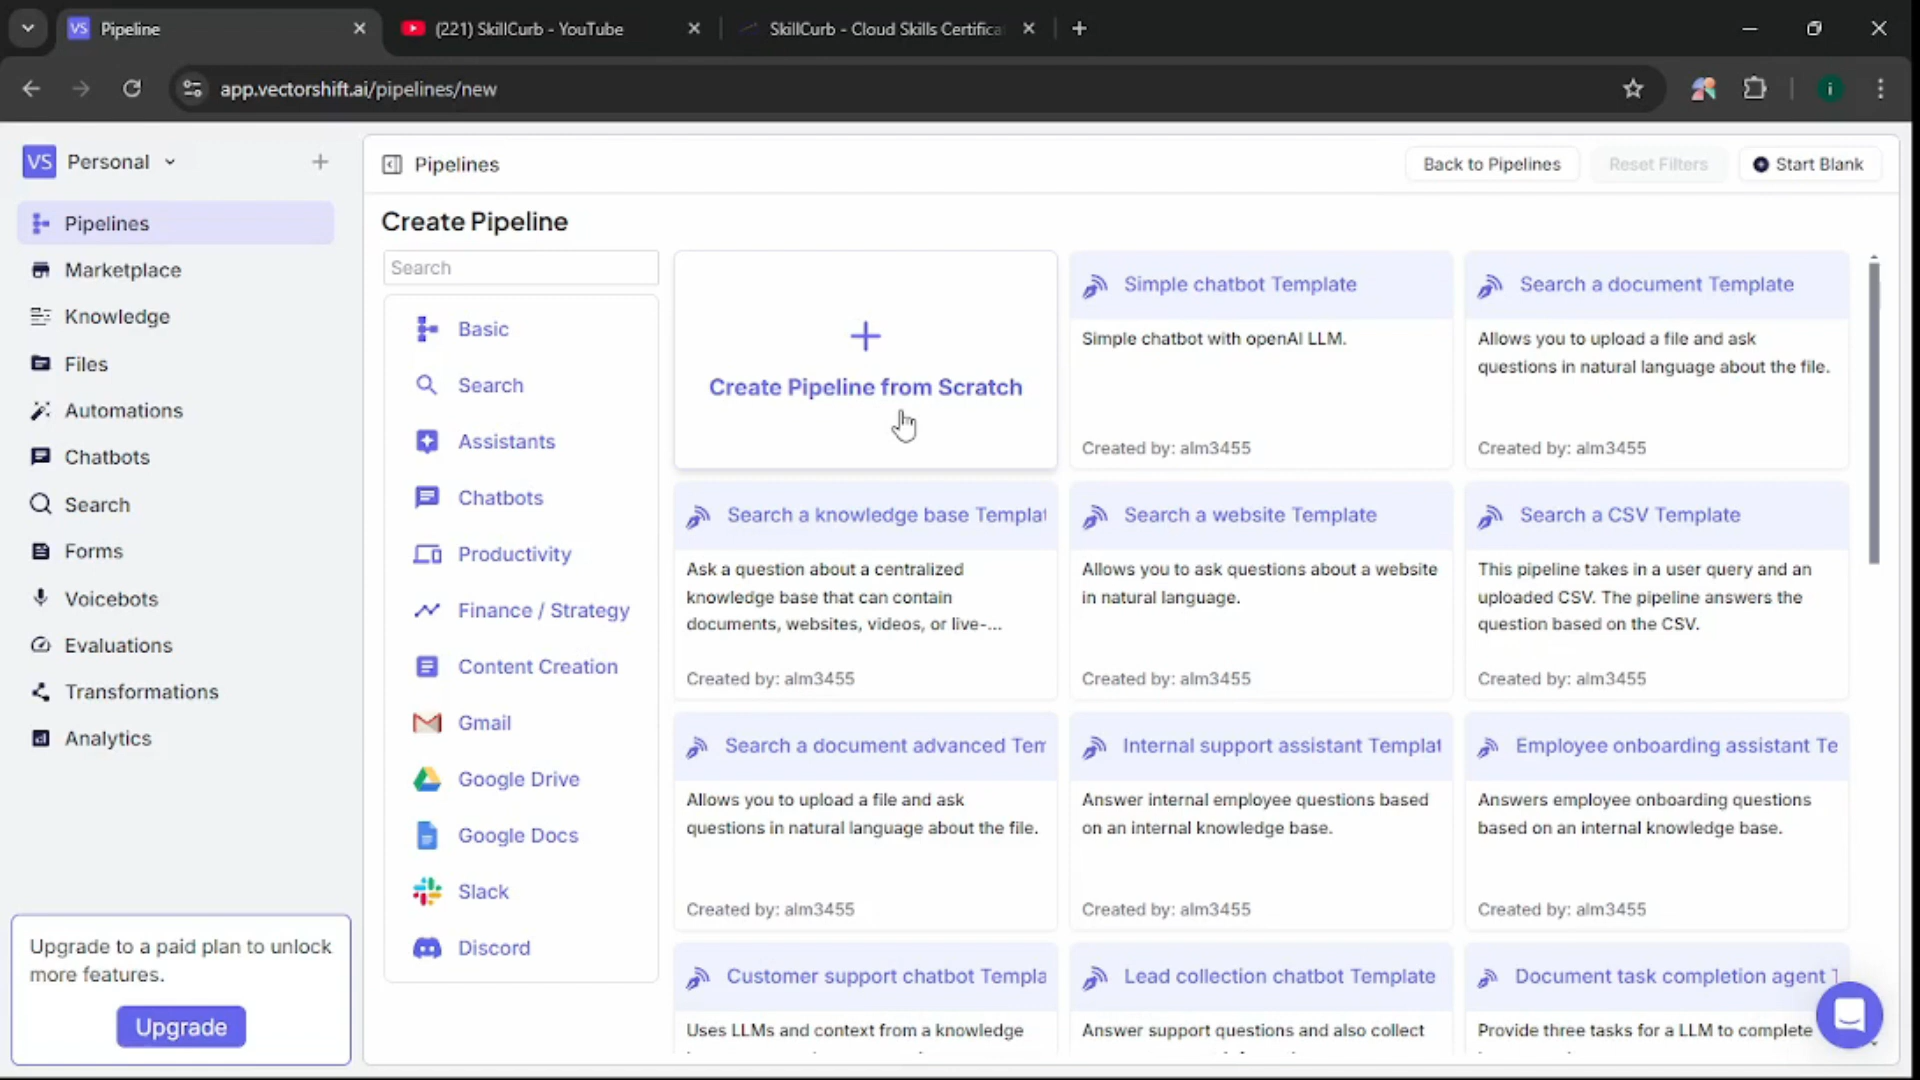 VS Pipeline
(221) SkillCurb - YouTube
SkillCurb - Cloud Skills Certifica
app.vectorshift.ai/pipelines/new
i
VS Personal
Pipelines
Marketplace
Knowledge
Files
Automations
Chatbots
Search
Forms
Voicebots
Evaluations
Transformations
Analytics
Upgrade to a paid plan to unlock
more features.
Upgrade
Pipelines
Back to Pipelines
Reset Filters
Start Blank
Create Pipeline
Search
Basic
Search
Assistants
Chatbots
Productivity
Finance / Strategy
Content Creation
Gmail
Google Drive
Google Docs
Slack
Discord
Create Pipeline from Scratch
Simple chatbot Template
Simple chatbot with openAI LLM.
Created by: alm3455
Search a document Template
Allows you to upload a file and ask
questions in natural language about the file.
Created by: alm3455
Search a knowledge base Templat
Ask a question about a centralized
knowledge base that can contain
documents, websites, videos, or live-...
Created by: alm3455
Search a website Template
Allows you to ask questions about a website
in natural language.
Created by: alm3455
Search a CSV Template
This pipeline takes in a user query and an
uploaded CSV. The pipeline answers the
question based on the CSV.
Created by: alm3455
Search a document advanced Tem
Allows you to upload a file and ask
questions in natural language about the file.
Created by: alm3455
Internal support assistant Templat
Answer internal employee questions based
on an internal knowledge base.
Created by: alm3455
Employee onboarding assistant Te
Answers employee onboarding questions
based on an internal knowledge base.
Created by: alm3455
Customer support chatbot Templa
Uses LLMs and context from a knowledge
Lead collection chatbot Template
Answer support questions and also collect
Document task completion agent T
Provide three tasks for a LLM to complete